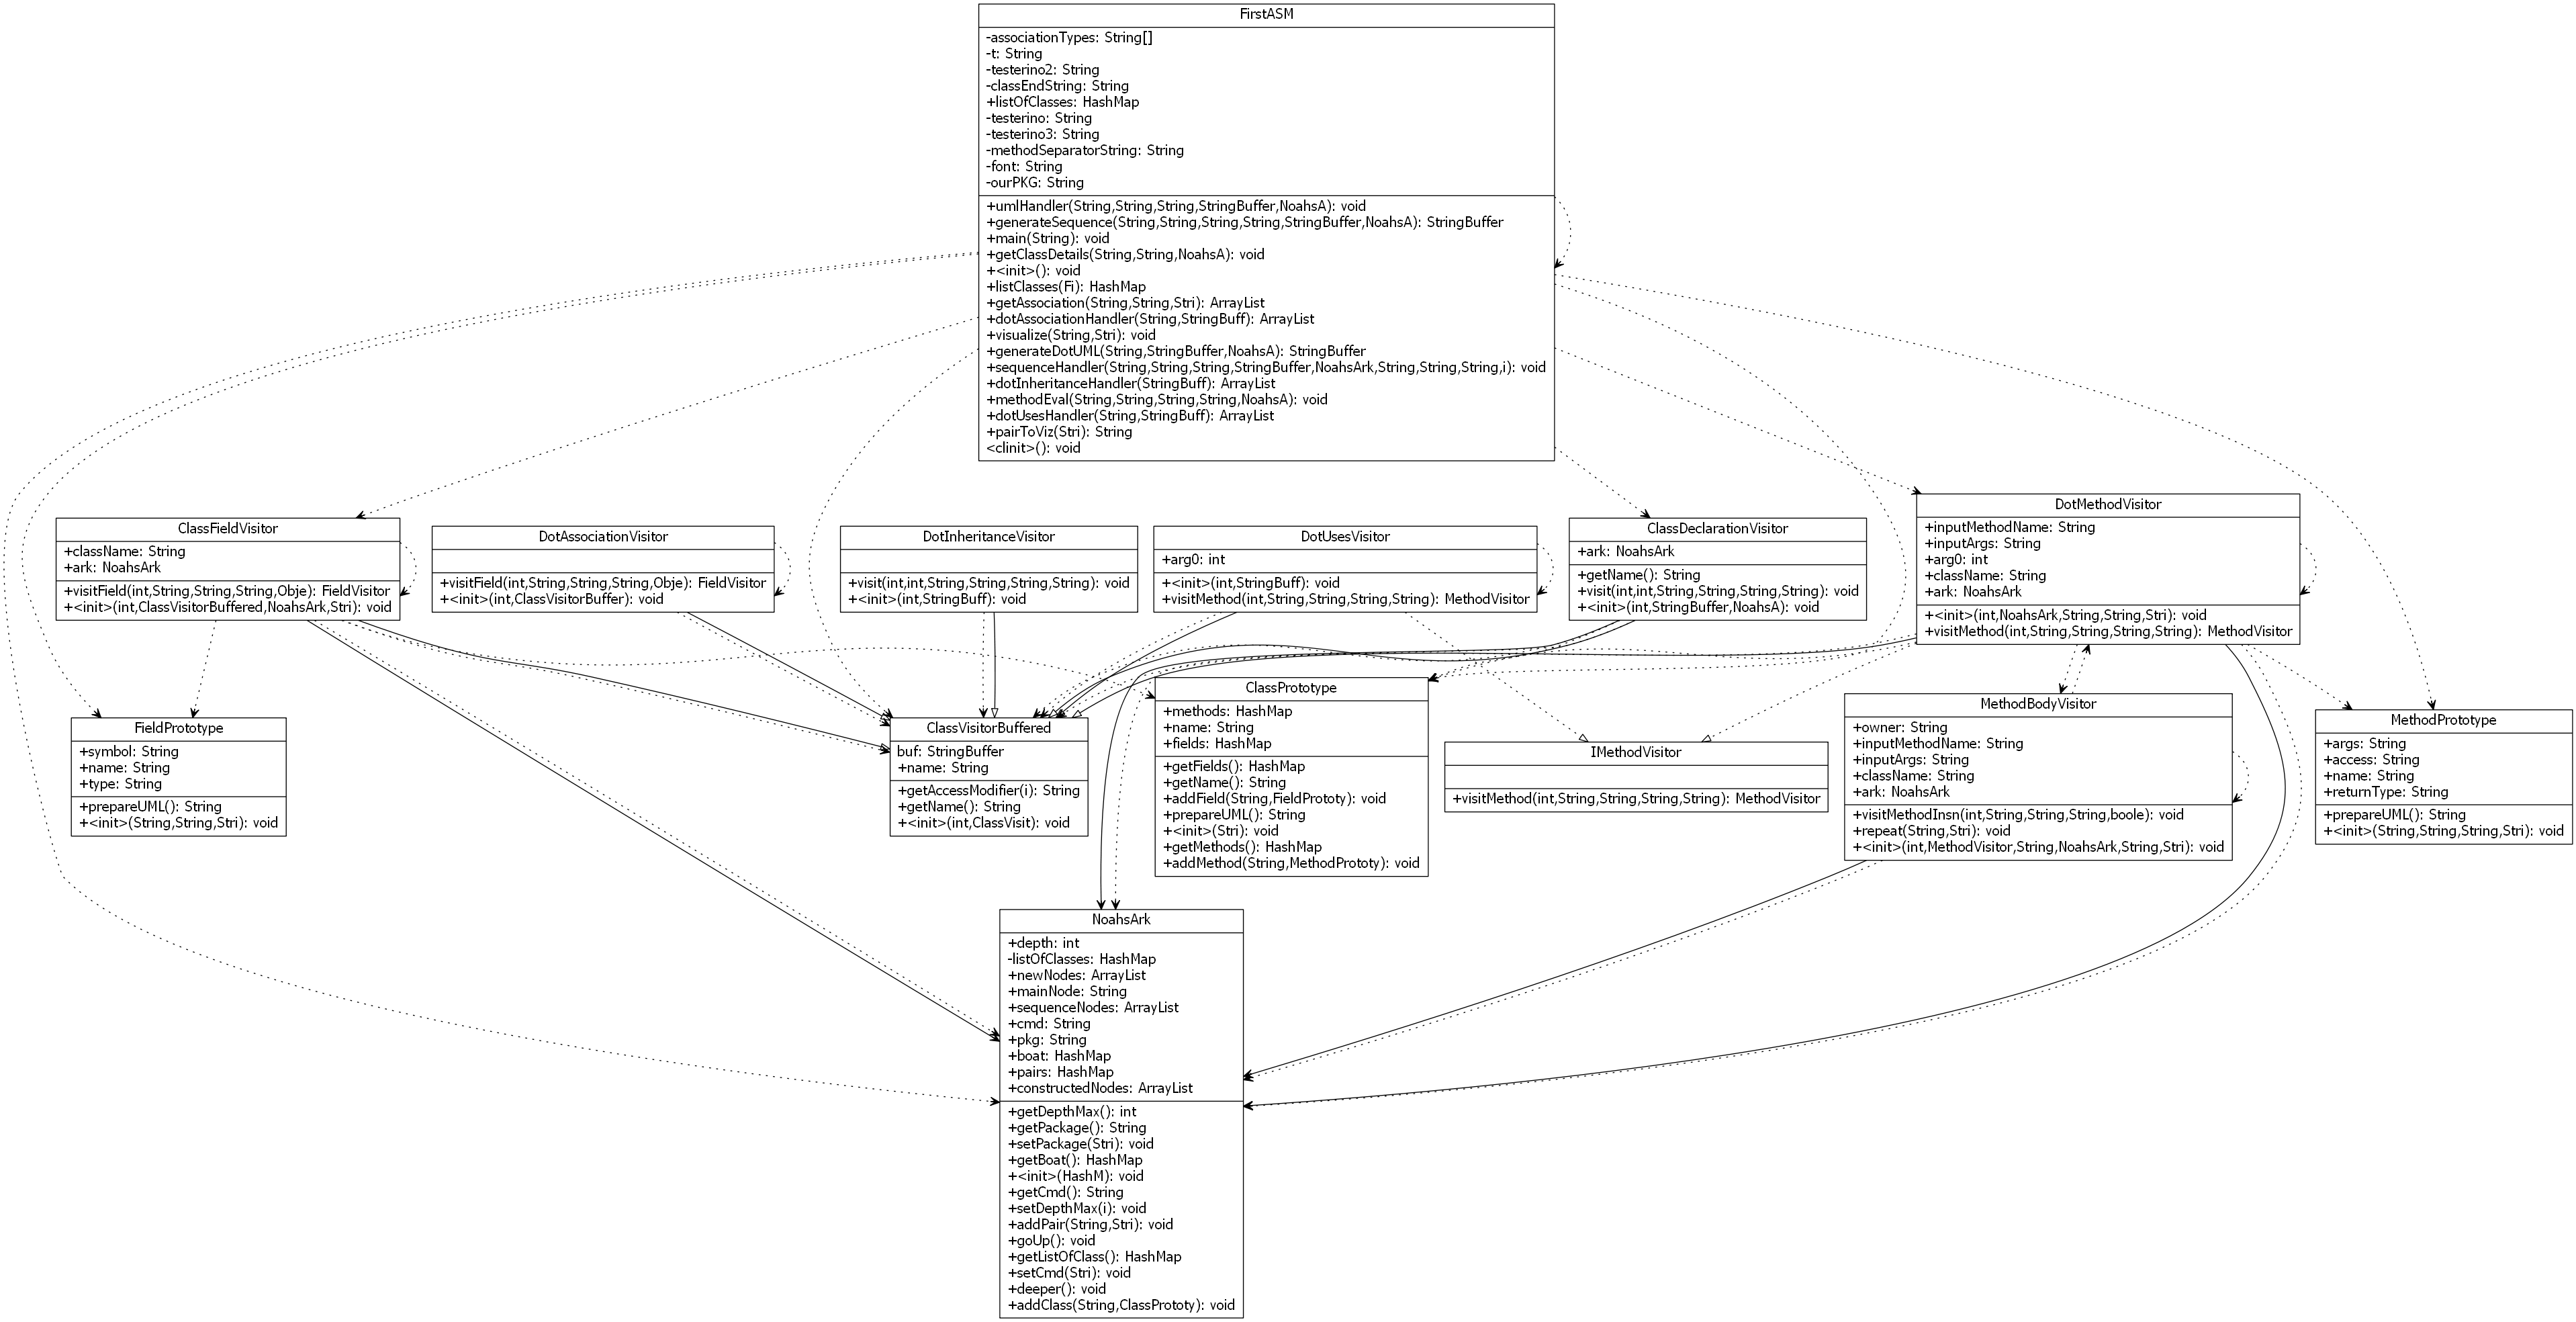 FirstASM
-associationTypes: String[]
-t: String
-testerino2: String
-classEndString: String
+listOfClasses: HashMap
-testerino: String
-testerino3: String
-methodSeparatorString: String
-font: String
-ourPKG: String
+umlHandler(String,String,String,StringBuffer,NoahsA): void
+generateSequence(String,String,String,String,StringBuffer,NoahsA): StringBuffer
+main(String): void
+getClassDetails(String,String,NoahsA): void
+<init>(): void
+listClasses(Fi): HashMap
+getAssociation(String,String,Stri): ArrayList
+dotAssociationHandler(String,StringBuff): ArrayList
+visualize(String,Stri): void
+generateDotUML(String,StringBuffer,NoahsA): StringBuffer
+sequenceHandler(String,String,String,StringBuffer,NoahsArk,String,String,String,i): void
+dotInheritanceHandler(StringBuff): ArrayList
+methodEval(String,String,String,String,NoahsA): void
+dotUsesHandler(String,StringBuff): ArrayList
+pairToViz(Stri): String
<clinit>(): void
ClassFieldVisitor
+className: String
+ark: NoahsArk
+visitField(int,String,String,String,Obje): FieldVisitor
+<init>(int,ClassVisitorBuffered,NoahsArk,Stri): void
DotAssociationVisitor
+visitField(int,String,String,String,Obje): FieldVisitor
+<init>(int,ClassVisitorBuffer): void
DotInheritanceVisitor
+visit(int,int,String,String,String,String): void
+<init>(int,StringBuff): void
DotUsesVisitor
+arg0: int
+<init>(int,StringBuff): void
+visitMethod(int,String,String,String,String): MethodVisitor
ClassDeclarationVisitor
+ark: NoahsArk
+getName(): String
+visit(int,int,String,String,String,String): void
+<init>(int,StringBuffer,NoahsA): void
DotMethodVisitor
+inputMethodName: String
+inputArgs: String
+arg0: int
+className: String
+ark: NoahsArk
+<init>(int,NoahsArk,String,String,Stri): void
+visitMethod(int,String,String,String,String): MethodVisitor
FieldPrototype
+symbol: String
+name: String
+type: String
+prepareUML(): String
+<init>(String,String,Stri): void
ClassVisitorBuffered
buf: StringBuffer
+name: String
+getAccessModifier(i): String
+getName(): String
+<init>(int,ClassVisit): void
ClassPrototype
+methods: HashMap
+name: String
+fields: HashMap
+getFields(): HashMap
+getName(): String
+addField(String,FieldPrototy): void
+prepareUML(): String
+<init>(Stri): void
+getMethods(): HashMap
+addMethod(String,MethodPrototy): void
IMethodVisitor
+visitMethod(int,String,String,String,String): MethodVisitor
MethodBodyVisitor
+owner: String
+inputMethodName: String
+inputArgs: String
+className: String
+ark: NoahsArk
+visitMethodInsn(int,String,String,String,boole): void
+repeat(String,Stri): void
+<init>(int,MethodVisitor,String,NoahsArk,String,Stri): void
MethodPrototype
+args: String
+access: String
+name: String
+returnType: String
+prepareUML(): String
+<init>(String,String,String,Stri): void
NoahsArk
+depth: int
-listOfClasses: HashMap
+newNodes: ArrayList
+mainNode: String
+sequenceNodes: ArrayList
+cmd: String
+pkg: String
+boat: HashMap
+pairs: HashMap
+constructedNodes: ArrayList
+getDepthMax(): int
+getPackage(): String
+setPackage(Stri): void
+getBoat(): HashMap
+<init>(HashM): void
+getCmd(): String
+setDepthMax(i): void
+addPair(String,Stri): void
+goUp(): void
+getListOfClass(): HashMap
+setCmd(Stri): void
+deeper(): void
+addClass(String,ClassPrototy): void